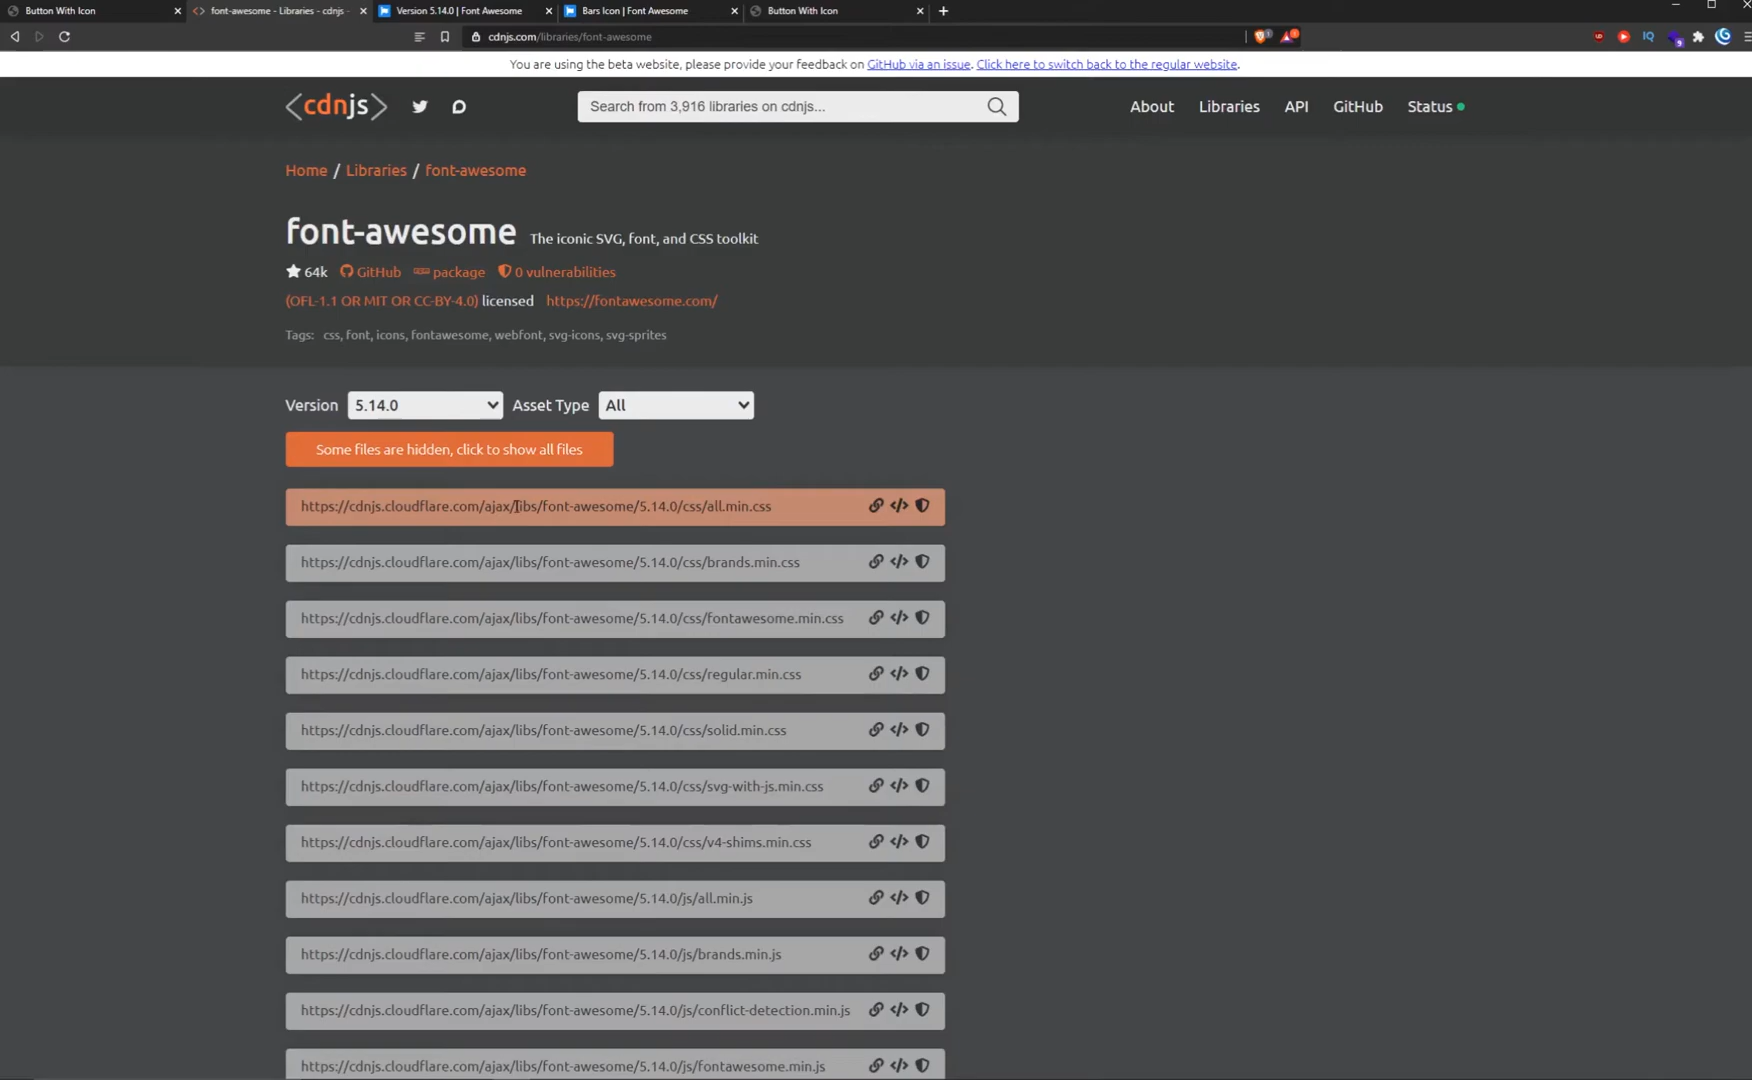 Button With Icon
font-awesome - Libraries - cdnjs -
Version 5.14.0 | Font Awesome
Bars Icon | Font Awesome
Button With Icon
cdnjs.com/libraries/font-awesome
You are using the beta website, please provide your feedback on GitHub via an issue. Click here to switch back to the regular website.
<cdnjs>
Search from 3,916 libraries on cdnjs...
About
Libraries
API
GitHub
Status
Home / Libraries / font-awesome
font-awesome The iconic SVG, font, and CSS toolkit
64k GitHub package 0 vulnerabilities
(OFL-1.1 OR MIT OR CC-BY-4.0) licensed https://fontawesome.com/
Tags: css, font, icons, fontawesome, webfont, svg-icons, svg-sprites
Version 5.14.0 Asset Type All
Some files are hidden, click to show all files
https://cdnjs.cloudflare.com/ajax/libs/font-awesome/5.14.0/css/all.min.css
https://cdnjs.cloudflare.com/ajax/libs/font-awesome/5.14.0/css/brands.min.css
https://cdnjs.cloudflare.com/ajax/libs/font-awesome/5.14.0/css/fontawesome.min.css
https://cdnjs.cloudflare.com/ajax/libs/font-awesome/5.14.0/css/regular.min.css
https://cdnjs.cloudflare.com/ajax/libs/font-awesome/5.14.0/css/solid.min.css
https://cdnjs.cloudflare.com/ajax/libs/font-awesome/5.14.0/css/svg-with-js.min.css
https://cdnjs.cloudflare.com/ajax/libs/font-awesome/5.14.0/css/v4-shims.min.css
https://cdnjs.cloudflare.com/ajax/libs/font-awesome/5.14.0/js/all.min.js
https://cdnjs.cloudflare.com/ajax/libs/font-awesome/5.14.0/js/brands.min.js
https://cdnjs.cloudflare.com/ajax/libs/font-awesome/5.14.0/js/conflict-detection.min.js
https://cdnjs.cloudflare.com/ajax/libs/font-awesome/5.14.0/js/fontawesome.min.js